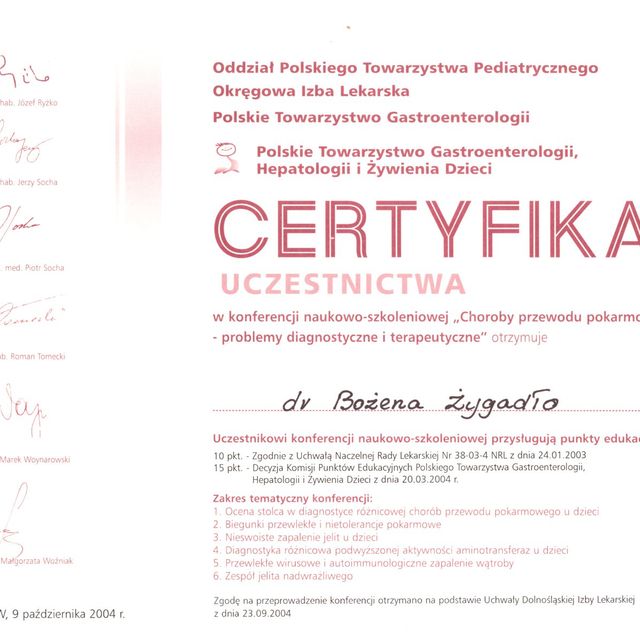 Oddział Polskiego Towarzystwa Pediatrycznego
Okręgowa Izba Lekarska
Polskie Towarzystwo Gastroenterologii
Polskie Towarzystwo Gastroenterologii,
Hepatologii i Żywienia Dzieci
CERTYFIKA
UCZESTNICTWA
w konferencji naukowo-szkoleniowej „Choroby przewodu pokarmo
- problemy diagnostyczne i terapeutyczne“ otrzymuje
dr Bożena Żygadło
Uczestnikowi konferencji naukowo-szkoleniowej przysługują punkty eduka
10 pkt. - Zgodnie z Uchwałą Naczelnej Rady Lekarskiej Nr 38-03-4 NRL z dnia 24.01.2003
15 pkt. - Decyzja Komisji Punktów Edukacyjnych Polskiego Towarzystwa Gastroenterologii,
Hepatologii i Żywienia Dzieci z dnia 20.03.2004 r.
Zakres tematyczny konferencji:
1. Ocena stolca w diagnostyce różnicowej chorób przewodu pokarmowego u dzieci
2. Biegunki przewlekłe i nietolerancje pokarmowe
3. Nieswoiste zapalenie jelit u dzieci
4. Diagnostyka różnicowa podwyższonej aktywności aminotransferaz u dzieci
5. Przewlekłe wirusowe i autoimmunologiczne zapalenie wątroby
6. Zespół jelita nadwrażliwego
Zgodę na przeprowadzenie konferencji otrzymano na podstawie Uchwały Dolnośląskiej Izby Lekarskiej
z dnia 23.09.2004
hab. Józef Ryżko
hab. Jerzy Socha
med. Piotr Socha
ab. Roman Tomecki
Marek Woynarowski
Małgorzata Woźniak
W, 9 października 2004 r.